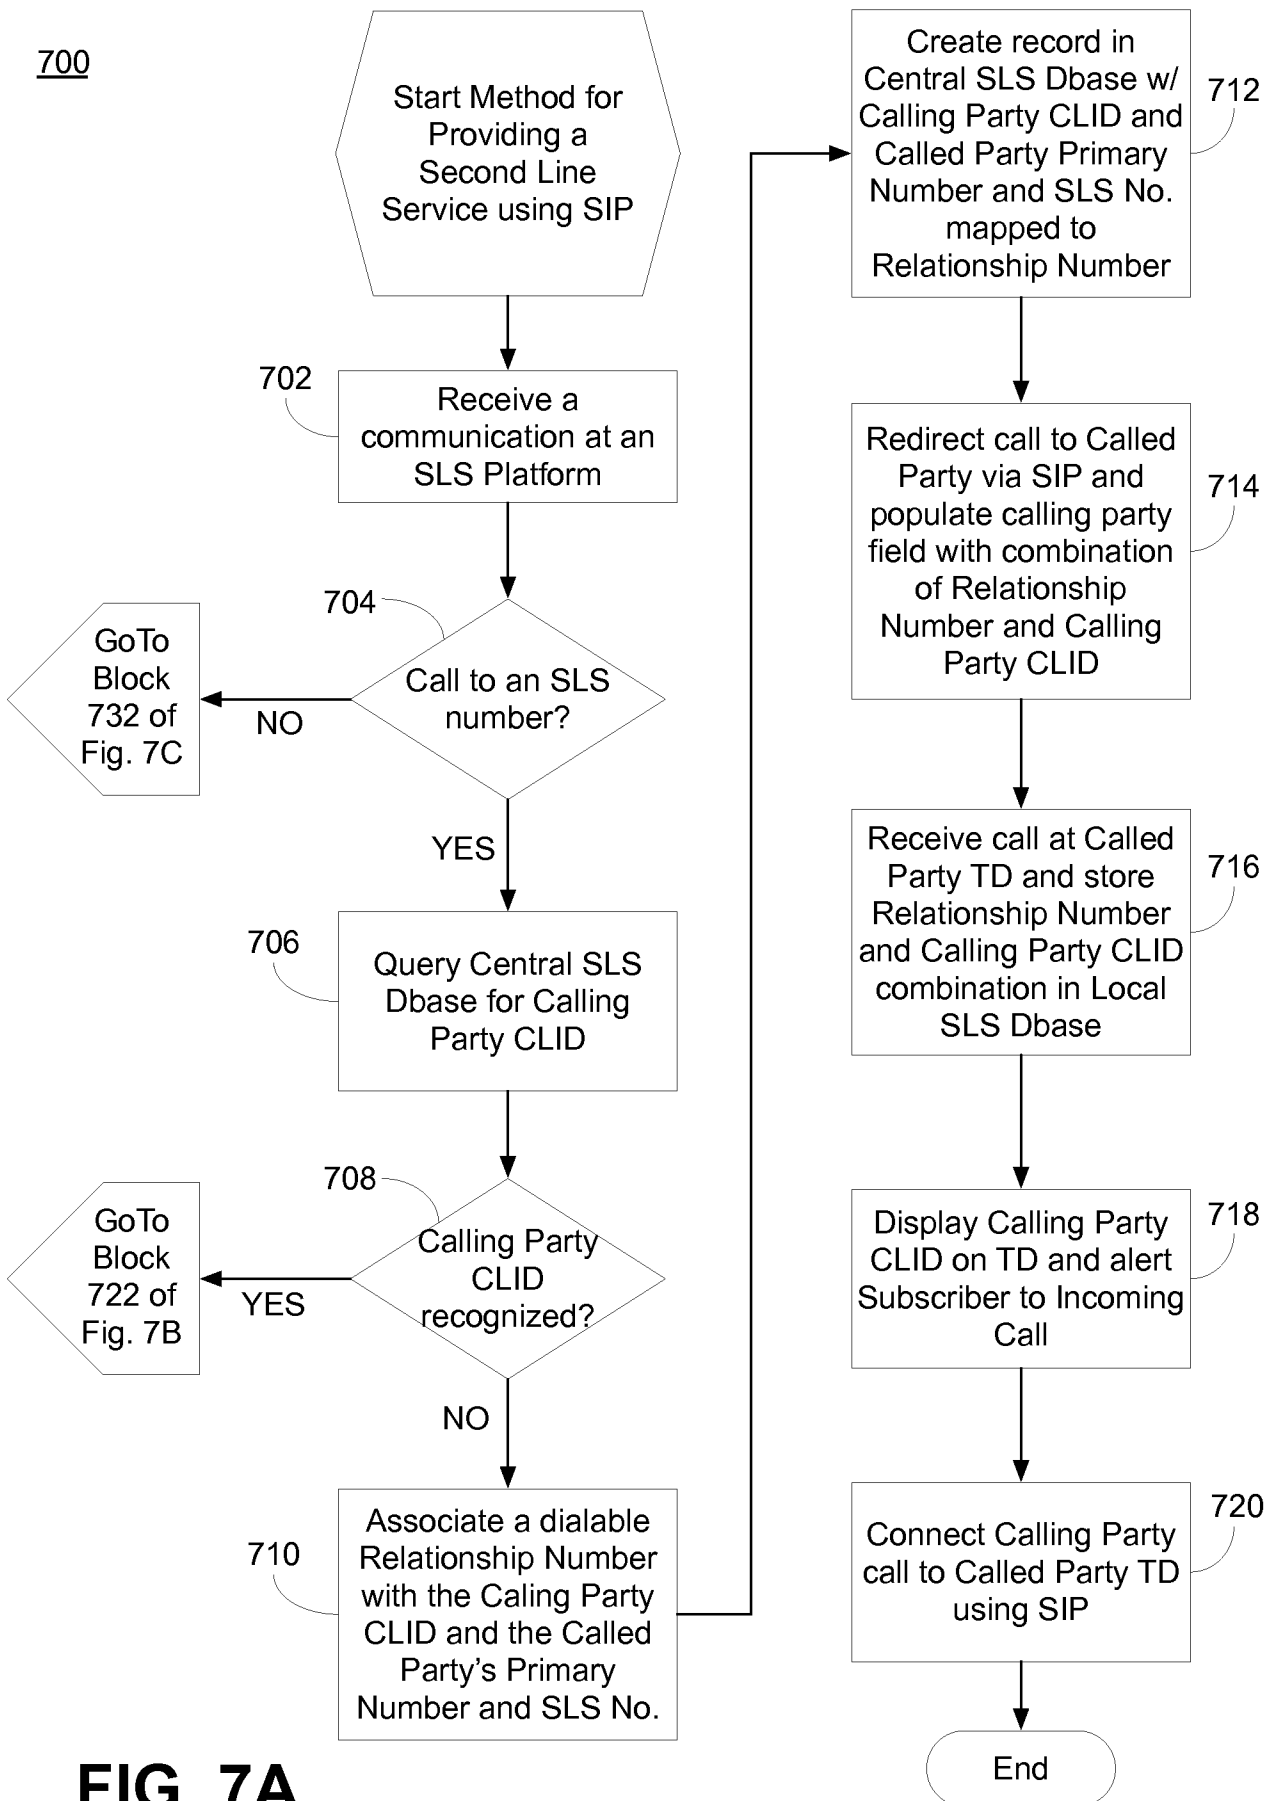 700
Start Method for
Providing a
Second Line
Service using SIP
702
Receive a
communication at an
SLS Platform
704
Call to an SLS
number?
NO
GoTo
Block
732 of
Fig. 7C
YES
706
Query Central SLS
Dbase for Calling
Party CLID
708
Calling Party
CLID
recognized?
YES
GoTo
Block
722 of
Fig. 7B
NO
710
Associate a dialable
Relationship Number
with the Caling Party
CLID and the Called
Party's Primary
Number and SLS No.
Create record in
Central SLS Dbase w/
Calling Party CLID and
Called Party Primary
Number and SLS No.
mapped to
Relationship Number
712
Redirect call to Called
Party via SIP and
populate calling party
field with combination
of Relationship
Number and Calling
Party CLID
714
Receive call at Called
Party TD and store
Relationship Number
and Calling Party CLID
combination in Local
SLS Dbase
716
Display Calling Party
CLID on TD and alert
Subscriber to Incoming
Call
718
Connect Calling Party
call to Called Party TD
using SIP
720
End
FIG. 7A